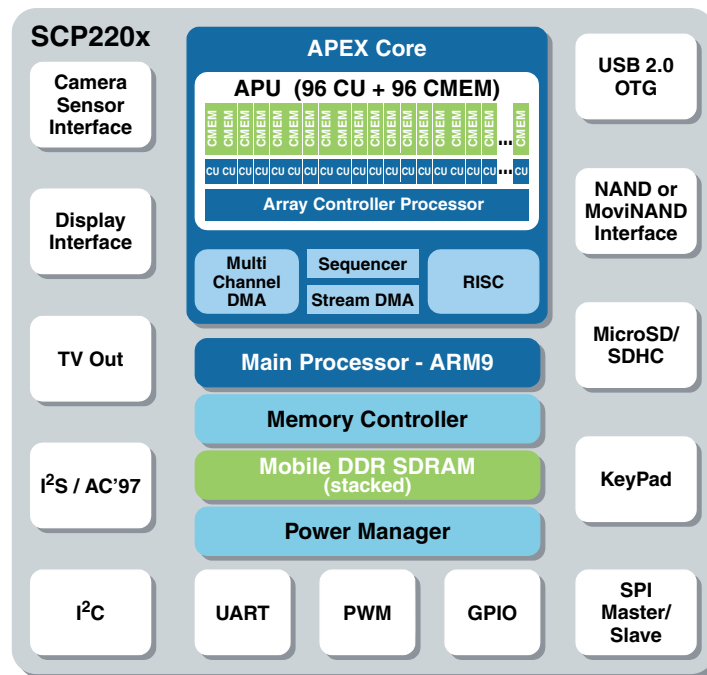 SCP220x
Camera
Sensor
Interface
Display
Interface
TV Out
I²S / AC'97
I²C
APEX Core
APU (96 CU + 96 CMEM)
CMEM CMEM CMEM CMEM CMEM CMEM CMEM CMEM CMEM CMEM CMEM CMEM CMEM CMEM CMEM CMEM CMEM CMEM ... CMEM
CU CU CU CU CU CU CU CU CU CU CU CU CU CU CU CU CU CU ... CU
Array Controller Processor
Multi
Channel
DMA
Sequencer
Stream DMA
RISC
Main Processor - ARM9
Memory Controller
Mobile DDR SDRAM
(stacked)
Power Manager
UART
PWM
GPIO
USB 2.0
OTG
NAND or
MoviNAND
Interface
MicroSD/
SDHC
KeyPad
SPI
Master/
Slave